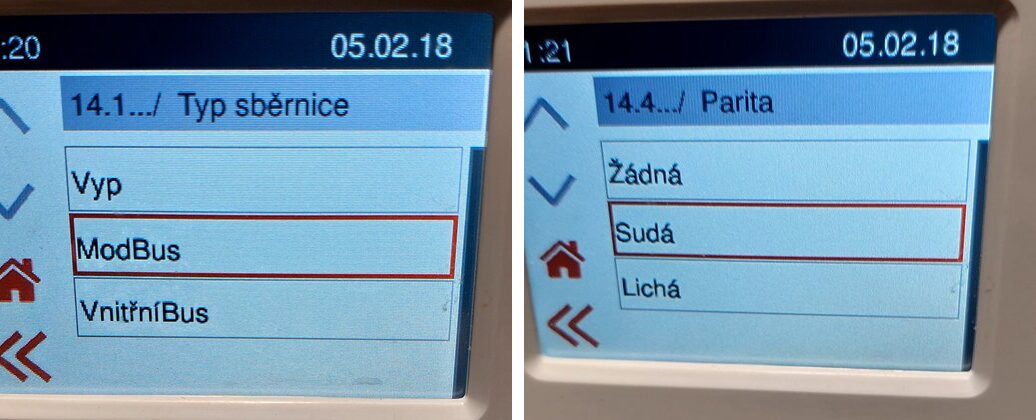 :20 05.02.18
14.1.../ Typ sběrnice
Vyp
ModBus
VnitřníBus
1:21 05.02.18
14.4.../ Parita
Žádná
Sudá
Lichá